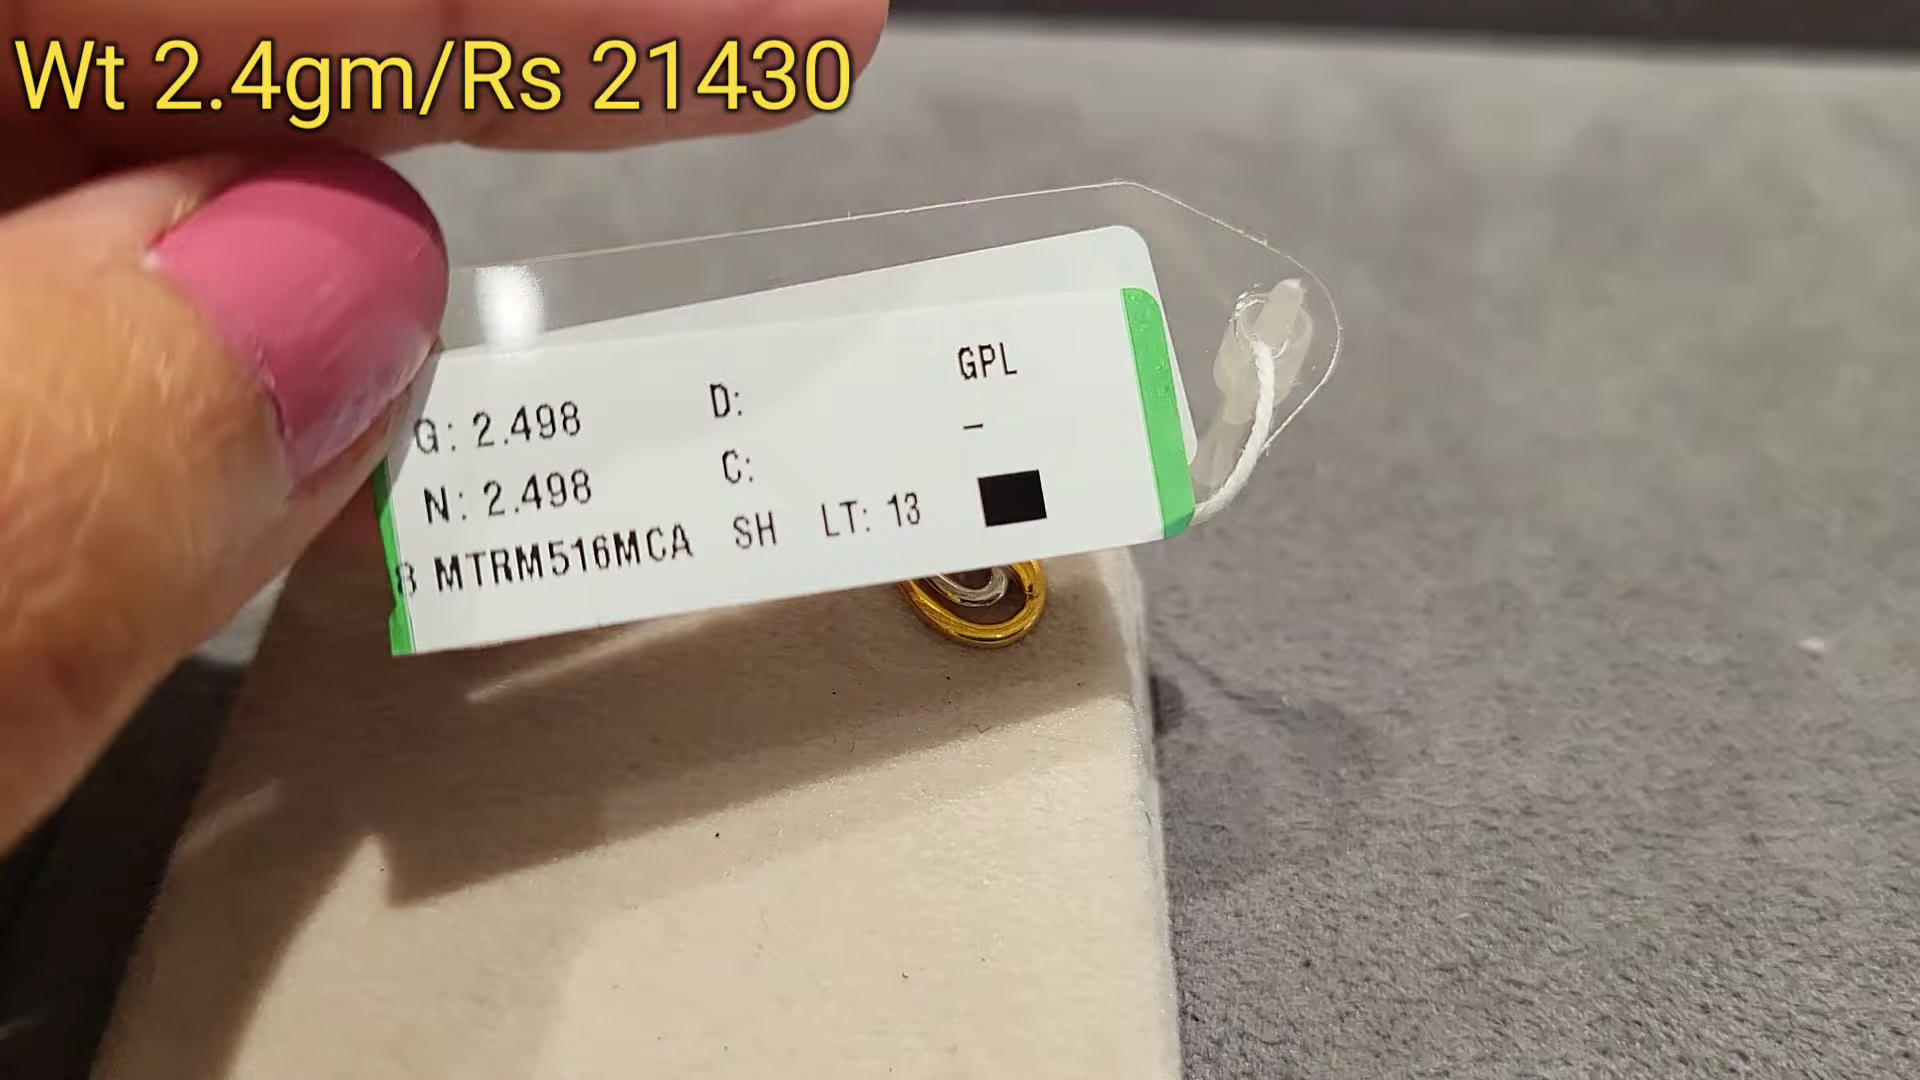 Wt 2.4gm/Rs 21430
GPL
G: 2.498 D:
–
N: 2.498 C:
MTRM516MCA SH LT: 13